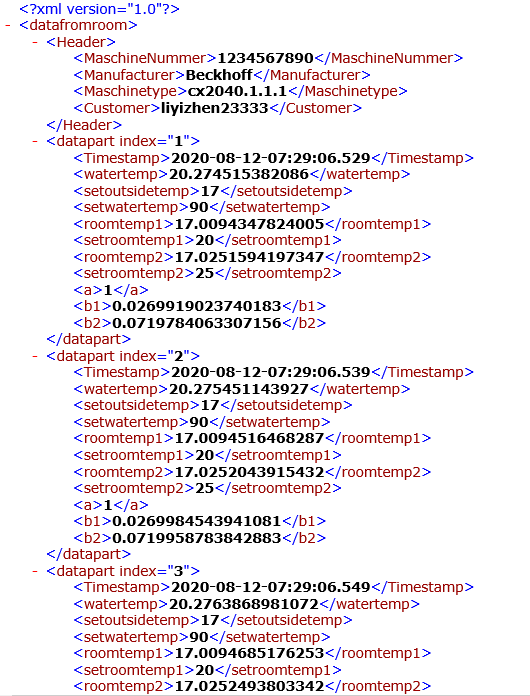 <?xml version="1.0"?>
- <datafromroom>
- <Header>
<MaschineNummer>1234567890</MaschineNummer>
<Manufacturer>Beckhoff</Manufacturer>
<Maschinetype>cx2040.1.1.1</Maschinetype>
<Customer>liyizhen23333</Customer>
</Header>
- <datapart index="1">
<Timestamp>2020-08-12-07:29:06.529</Timestamp>
<watertemp>20.274515382086</watertemp>
<setoutsidetemp>17</setoutsidetemp>
<setwatertemp>90</setwatertemp>
<roomtemp1>17.0094347824005</roomtemp1>
<setroomtemp1>20</setroomtemp1>
<roomtemp2>17.0251594197347</roomtemp2>
<setroomtemp2>25</setroomtemp2>
<a>1</a>
<b1>0.0269919023740183</b1>
<b2>0.0719784063307156</b2>
</datapart>
- <datapart index="2">
<Timestamp>2020-08-12-07:29:06.539</Timestamp>
<watertemp>20.275451143927</watertemp>
<setoutsidetemp>17</setoutsidetemp>
<setwatertemp>90</setwatertemp>
<roomtemp1>17.0094516468287</roomtemp1>
<setroomtemp1>20</setroomtemp1>
<roomtemp2>17.0252043915432</roomtemp2>
<setroomtemp2>25</setroomtemp2>
<a>1</a>
<b1>0.0269984543941081</b1>
<b2>0.0719958783842883</b2>
</datapart>
- <datapart index="3">
<Timestamp>2020-08-12-07:29:06.549</Timestamp>
<watertemp>20.2763868981072</watertemp>
<setoutsidetemp>17</setoutsidetemp>
<setwatertemp>90</setwatertemp>
<roomtemp1>17.0094685176253</roomtemp1>
<setroomtemp1>20</setroomtemp1>
<roomtemp2>17.0252493803342</roomtemp2>